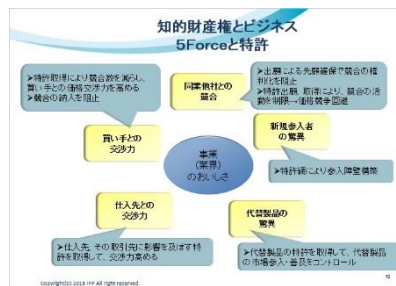 知的財産権とビジネス
5Forceと特許
➢特許取得により競合数を減らし、
買い手との価格交渉力を高める
➢競合の納入を阻止
同業他社との
競合
➢出願による先願確保で競合の権
利化を阻止
➢特許出願、取得により、競合の活
動を制限→価格競争回避
買い手との
交渉力
新規参入者
の驚異
➢特許網により参入障壁構築
事業
(業界)
のおいしさ
仕入先との
交渉力
代替製品の
驚異
➢仕入先、その取引先に影響を及ぼす特
許を取得して、交渉力高める
➢代替製品の特許を取得して、代替製品
の市場参入・普及をコントロール
Copyright(C) 2016 IPP All right reserved.
10